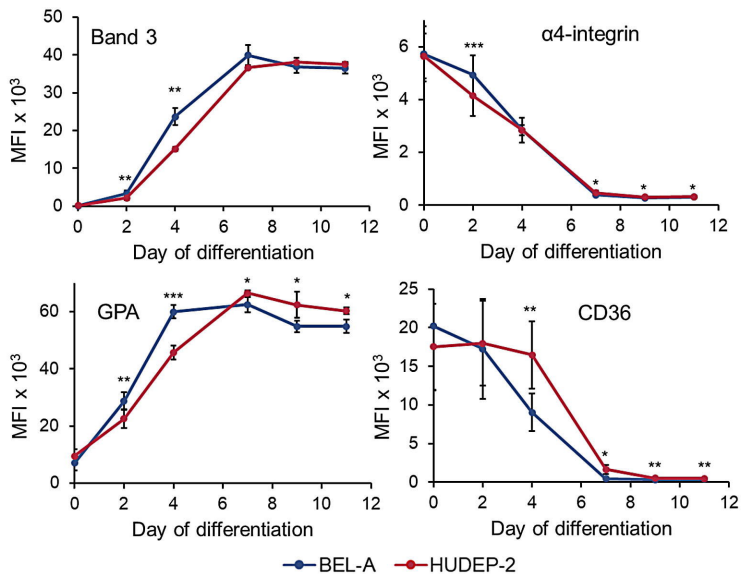 Band 3
MFI x 10³
50
40
30
20
10
0
**
**
0 2 4 6 8 10 12
Day of differentiation
α4-integrin
MFI x 10³
8
6
4
2
0
***
* * *
0 2 4 6 8 10 12
Day of differentiation
GPA
MFI x 10³
60
40
20
0
**
***
* * *
0 2 4 6 8 10 12
Day of differentiation
CD36
MFI x 10³
25
20
15
10
5
0
**
* ** **
0 2 4 6 8 10 12
Day of differentiation
BEL-A HUDEP-2